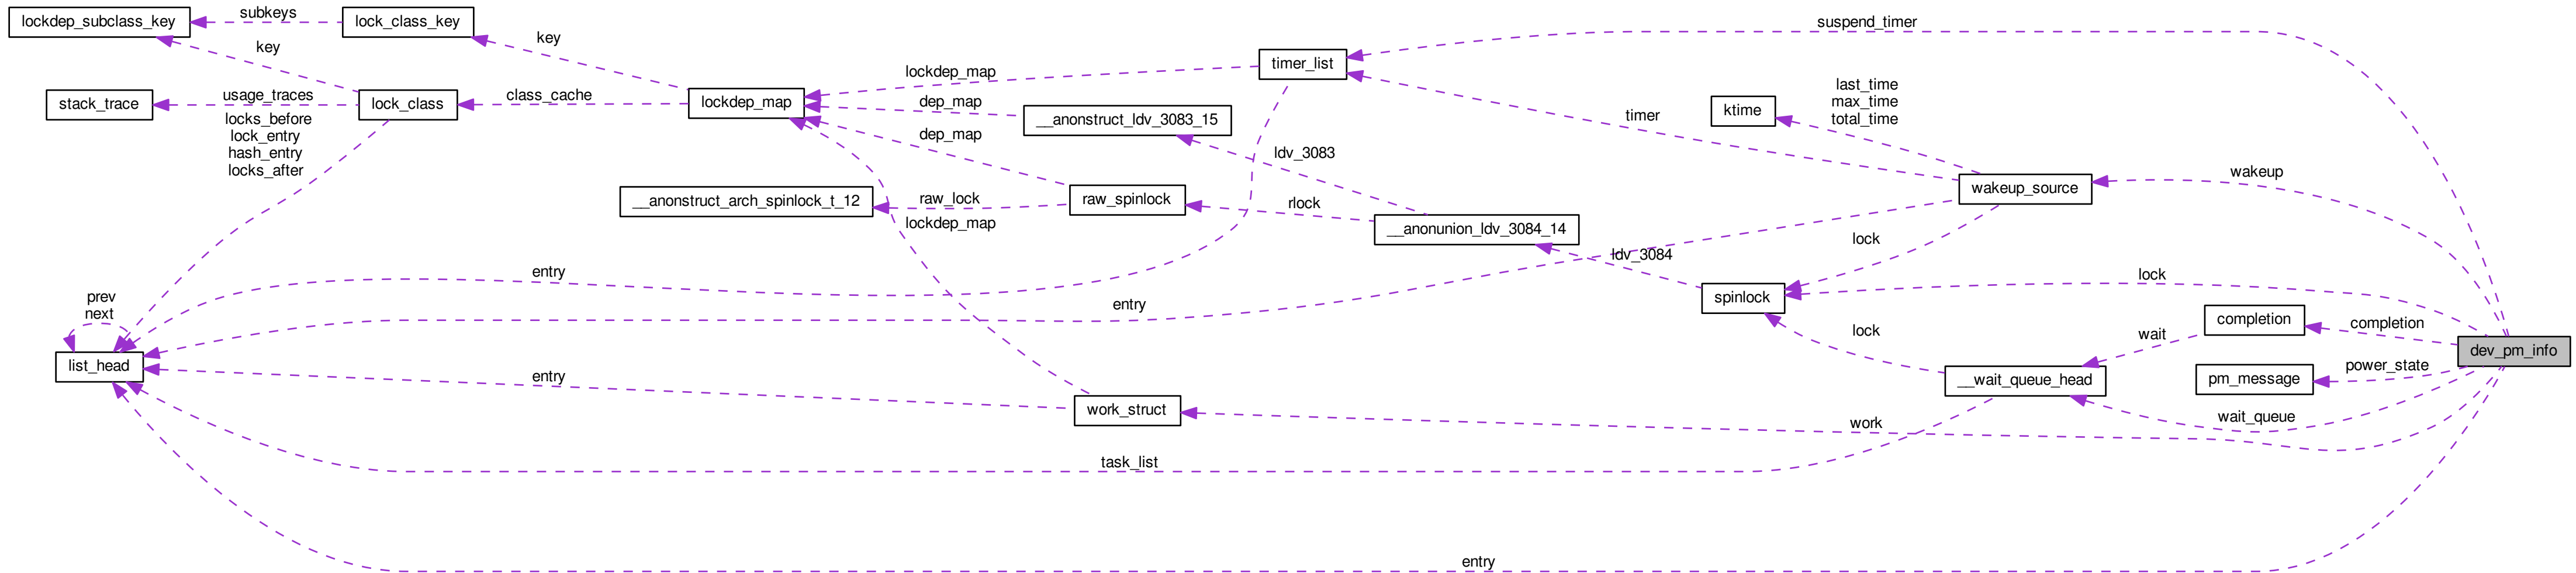 lockdep_subclass_key
subkeys
lock_class_key
suspend_timer
key
key
timer_list
lockdep_map
last_time
max_time
total_time
ktime
stack_trace
usage_traces
lock_class
class_cache
lockdep_map
dep_map
__anonstruct_ldv_3083_15
timer
locks_before
lock_entry
hash_entry
locks_after
dep_map
ldv_3083
wakeup
wakeup_source
__anonstruct_arch_spinlock_t_12
raw_lock
raw_spinlock
rlock
lockdep_map
__anonunion_ldv_3084_14
lock
ldv_3084
entry
lock
prev
next
entry
spinlock
completion
completion
lock
wait
dev_pm_info
list_head
entry
__wait_queue_head
pm_message
power_state
work_struct
work
wait_queue
task_list
entry